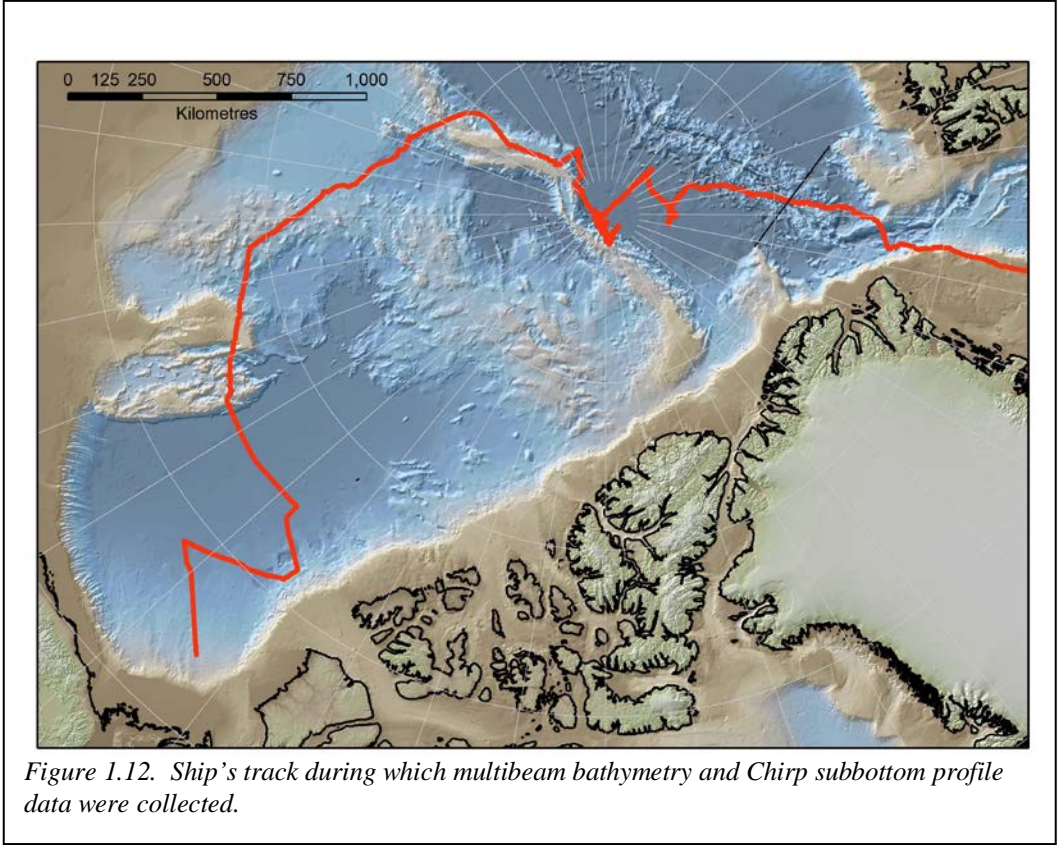 0 125 250 500 750 1,000
Kilometres
Figure 1.12. Ship's track during which multibeam bathymetry and Chirp subbottom profile
data were collected.